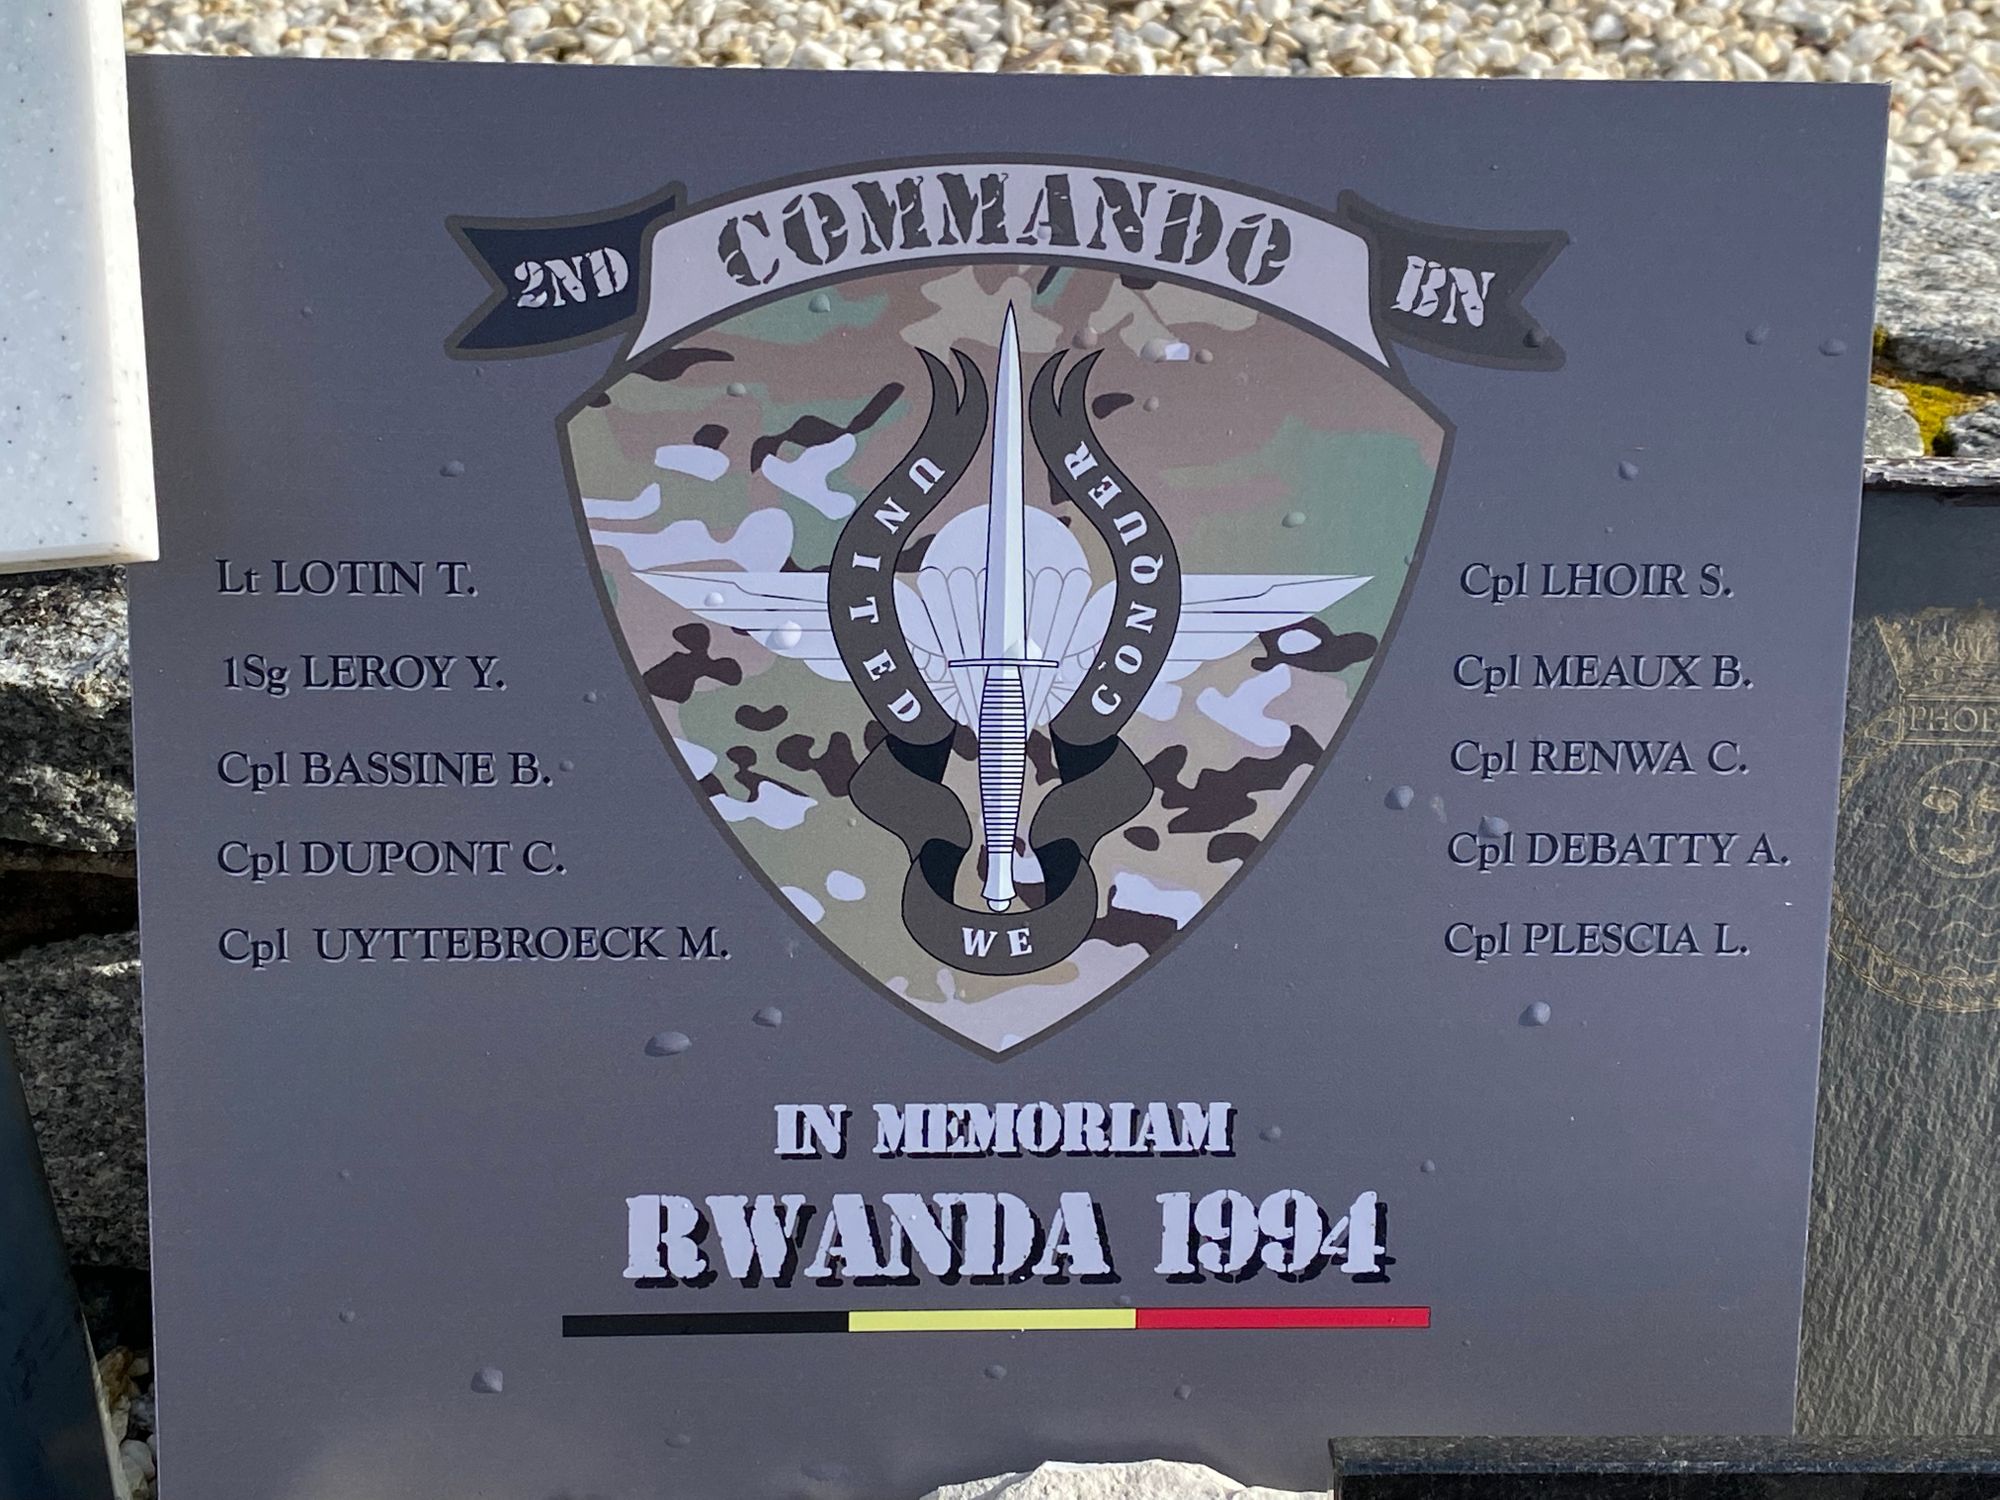 2ND COMMANDO BN
UNITED WE CONQUER
Lt LOTIN T.
1Sg LEROY Y.
Cpl BASSINE B.
Cpl DUPONT C.
Cpl UYTTEBROECK M.
Cpl LHOIR S.
Cpl MEAUX B.
Cpl RENWA C.
Cpl DEBATTY A.
Cpl PLESCIA L.
IN MEMORIAM
RWANDA 1994